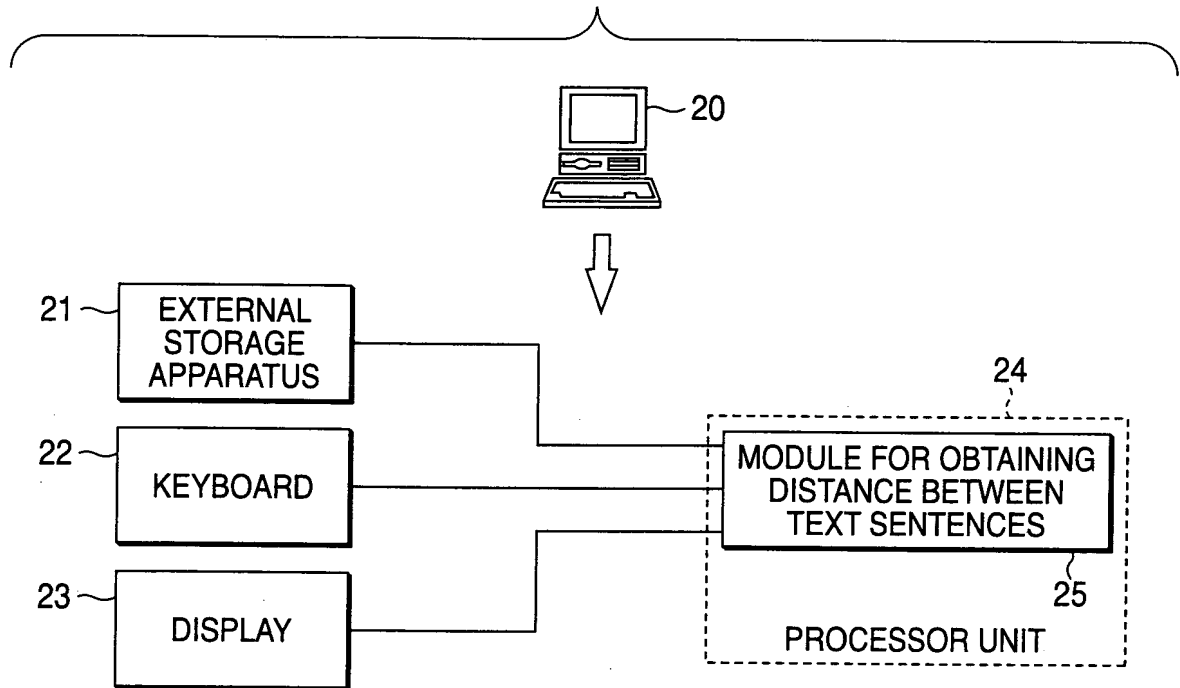 20
21
EXTERNAL
STORAGE
APPARATUS
22
KEYBOARD
23
DISPLAY
24
MODULE FOR OBTAINING
DISTANCE BETWEEN
TEXT SENTENCES
25
PROCESSOR UNIT